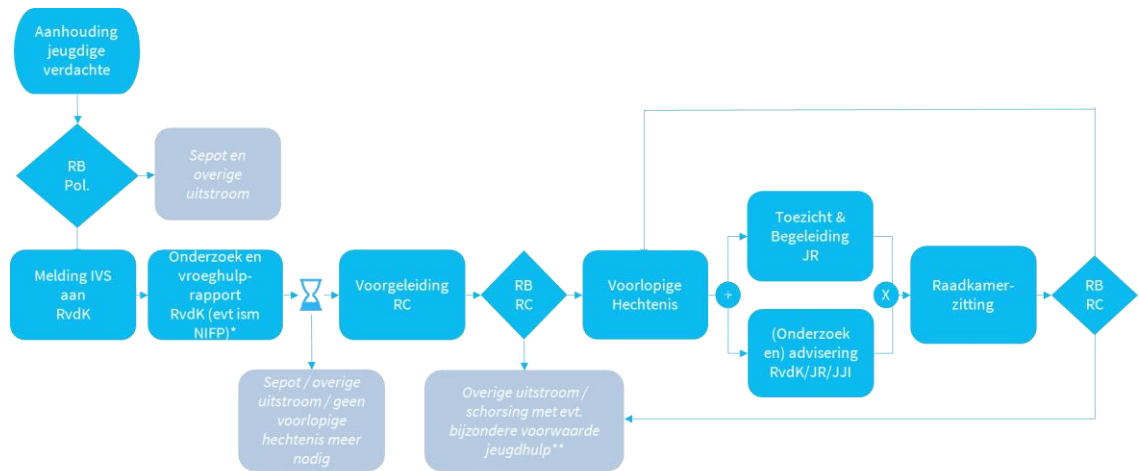 Aanhouding
jeugdige
verdachte
RB
Pol.
Sepot en
overige
uitstroom
Melding IVS
aan
RvdK
Onderzoek en
vroeghulp-
rapport
RvdK (evt ism
NIFP)*
Sepot / overige
uitstroom / geen
voorlopige
hechtenis meer
nodig
Voorgeleiding
RC
RB
RC
Overige uitstroom /
schorsing met evt.
bijzondere voorwaarde
jeugdhulp**
Voorlopige
Hechtenis
+
Toezicht &
Begeleiding
JR
(Onderzoek
en) advisering
RvdK/JR/JJI
X
Raadkamer-
zitting
RB
RC